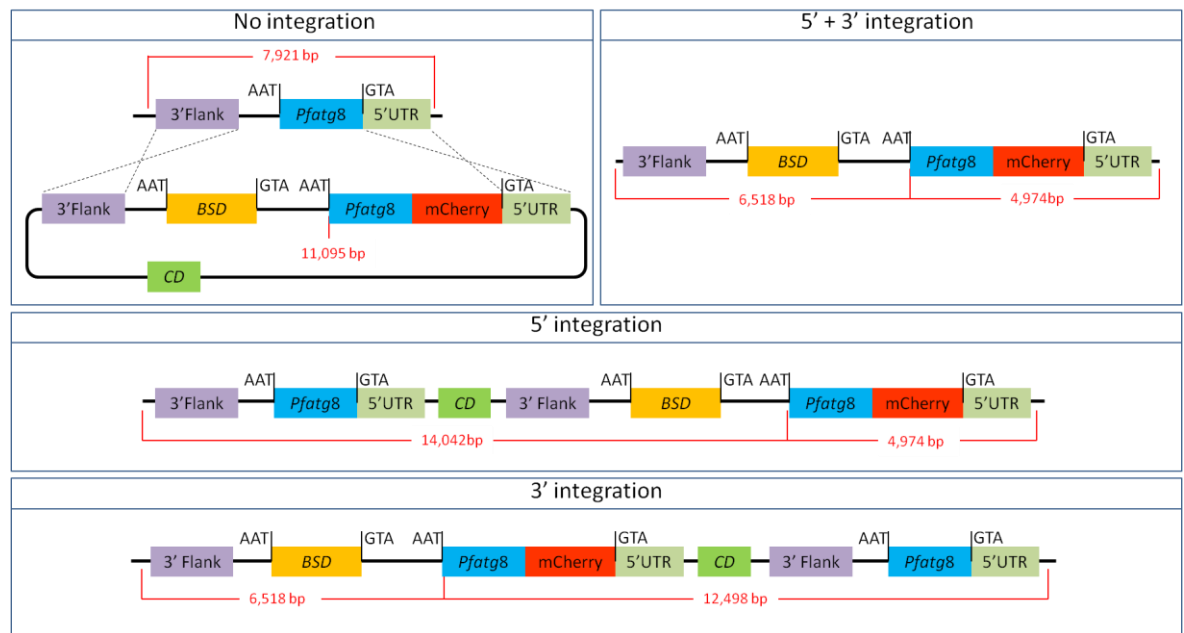 No integration
7,921 bp
AAT GTA
3'Flank Pfatg8 5'UTR
AAT GTA AAT GTA
3'Flank BSD Pfatg8 mCherry 5'UTR
11,095 bp
CD
5' + 3' integration
AAT GTA AAT GTA
3'Flank BSD Pfatg8 mCherry 5'UTR
6,518 bp 4,974bp
5' integration
AAT GTA AAT GTA AAT GTA
3'Flank Pfatg8 5'UTR CD 3' Flank BSD Pfatg8 mCherry 5'UTR
14,042bp 4,974 bp
3' integration
AAT GTA AAT GTA AAT GTA
3' Flank BSD Pfatg8 mCherry 5'UTR CD 3' Flank Pfatg8 5'UTR
6,518 bp 12,498 bp